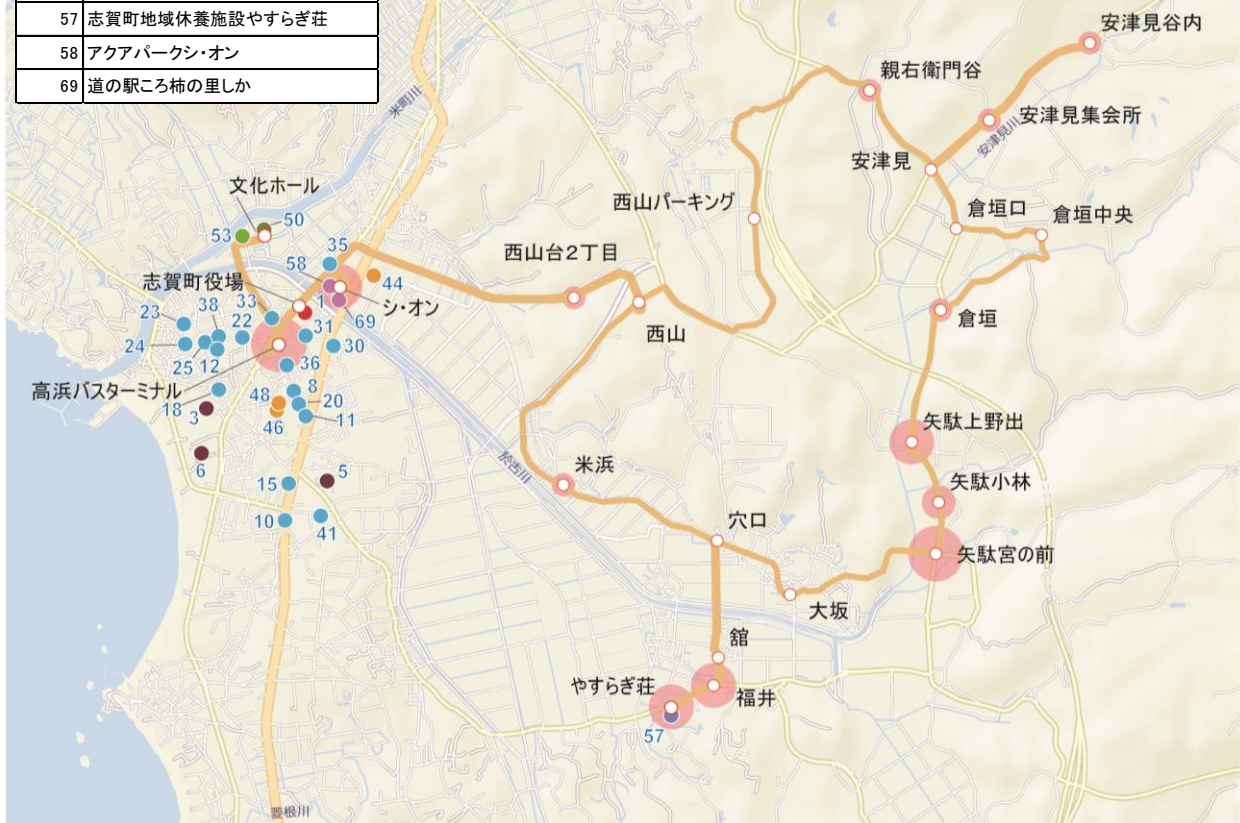 57 志賀町地域休養施設やすらぎ荘
58 アクアパークシ・オン
69 道の駅ころ柿の里しか
安津見谷内
親右衛門谷
米町川
安津見集会所
安津見川
安津見
文化ホール
西山パーキング
倉垣口
倉垣中央
50
53
35
西山台2丁目
58
44
志賀町役場
33
1
シ・オン
38
23
22
69
倉垣
31
西山
24
30
25
12
36
高浜バスターミナル
8
48
20
18
3
11
46
矢駄上野出
6
於古川
米浜
5
15
矢駄小林
10
穴口
41
矢駄宮の前
大坂
舘
やすらぎ荘
福井
57
菱根川